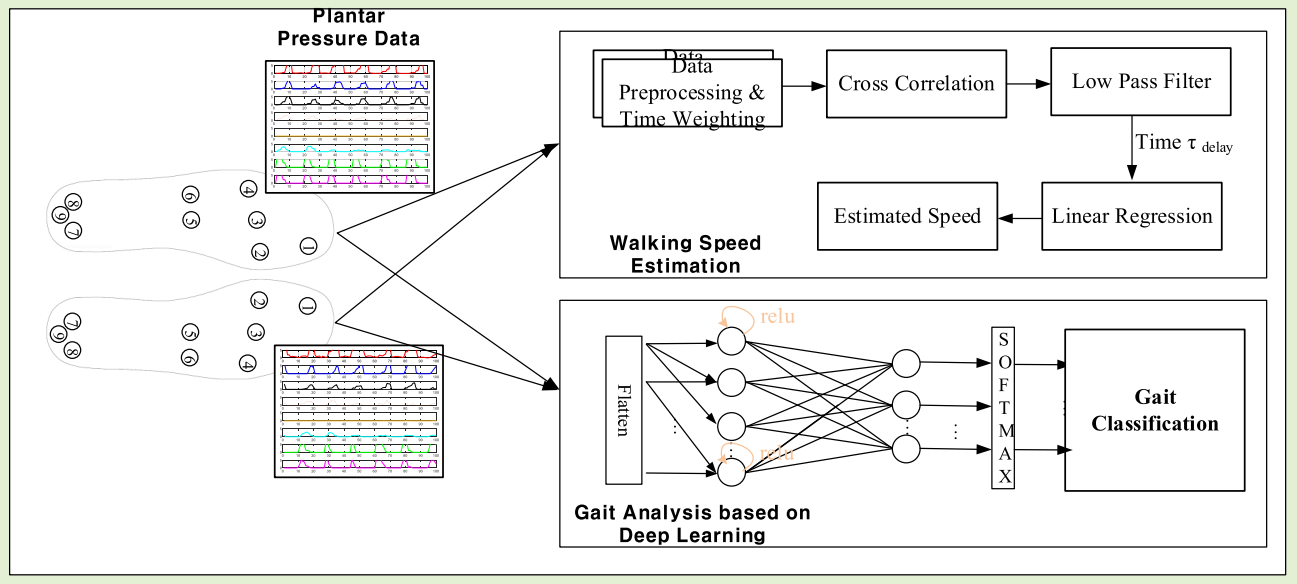 Plantar
Pressure Data
⑧
⑨
⑦
⑥
⑤
④
③
②
①
②
①
⑦
⑨
⑧
⑤
⑥
③
④
Data
Data
Preprocessing &
Time Weighting
Cross Correlation
Low Pass Filter
Time τ delay
Linear Regression
Estimated Speed
Walking Speed
Estimation
Flatten
relu
relu
SOFTMAX
Gait
Classification
Gait Analysis based on
Deep Learning